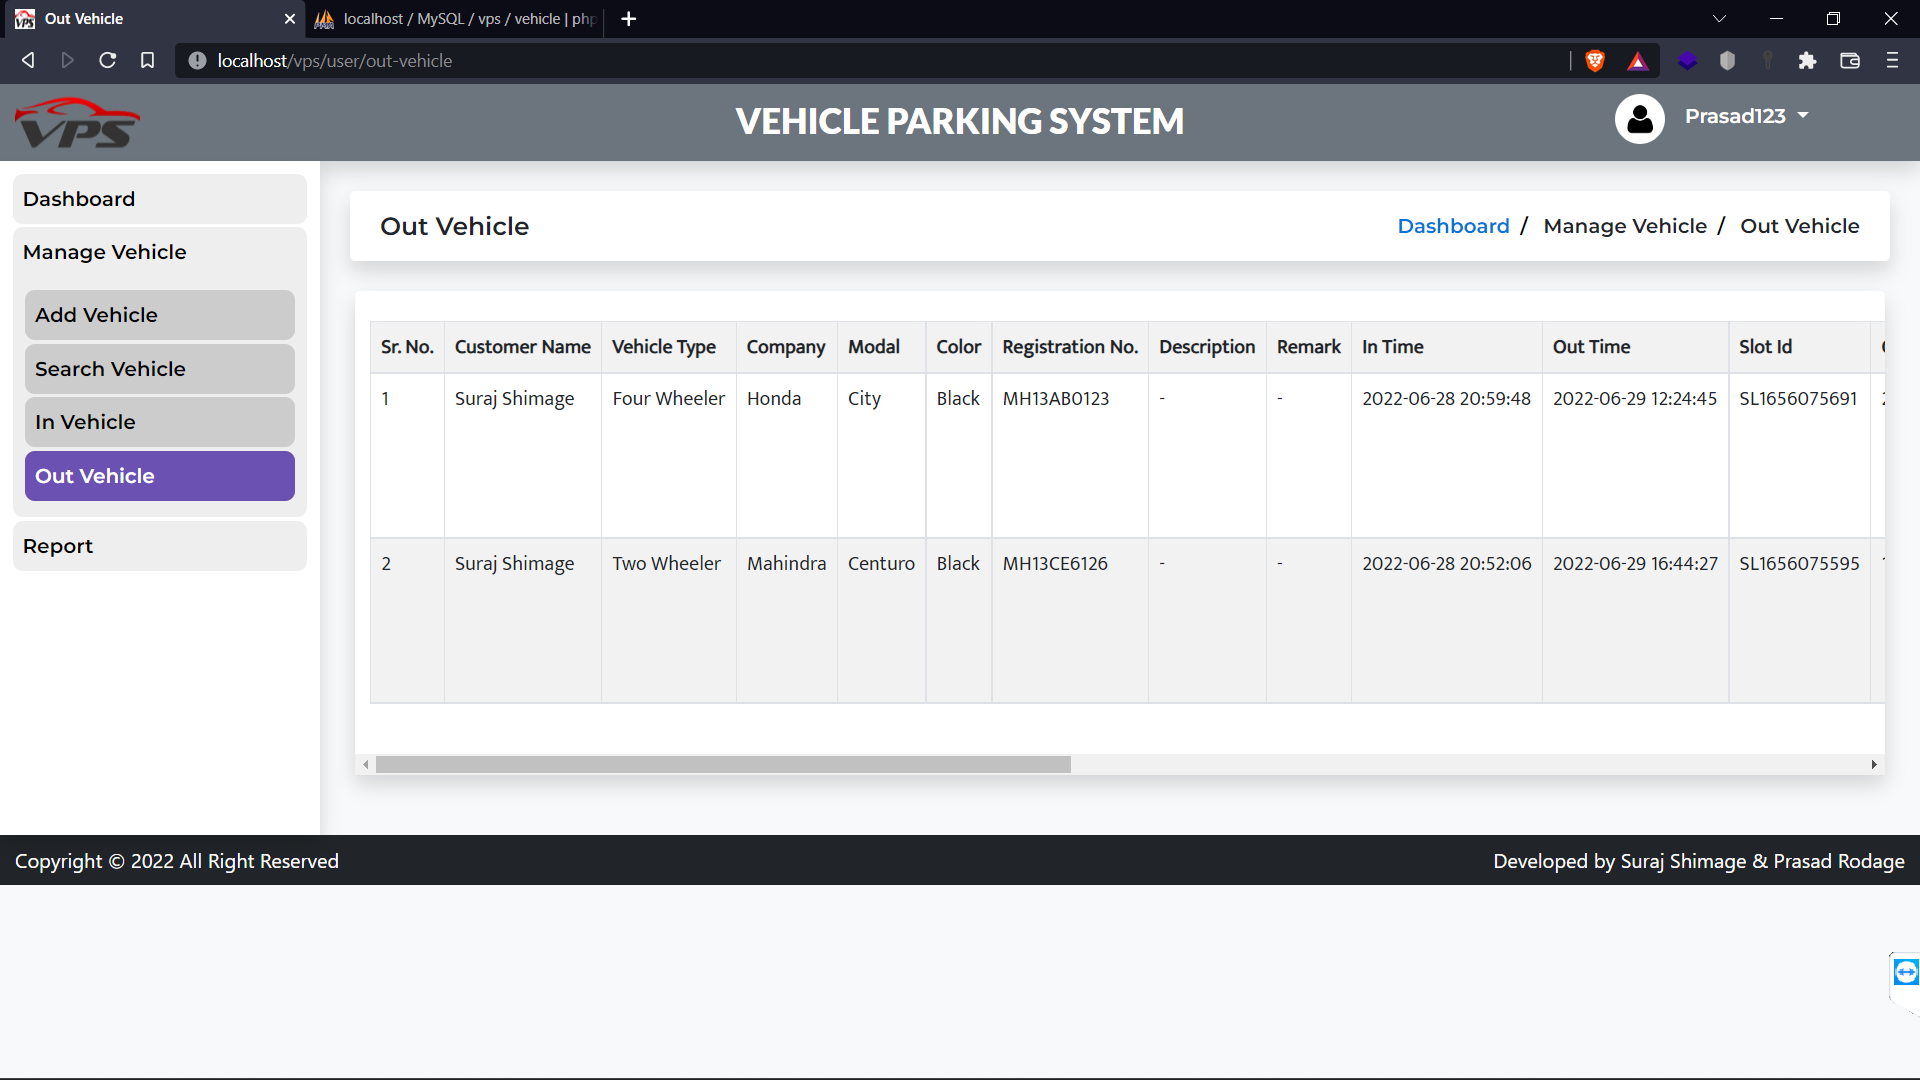 Out Vehicle
localhost / MySQL / vps / vehicle | php
localhost/vps/user/out-vehicle
VPS
VEHICLE PARKING SYSTEM
Prasad123
Dashboard
Manage Vehicle
Add Vehicle
Search Vehicle
In Vehicle
Out Vehicle
Report
Out Vehicle
Dashboard / Manage Vehicle / Out Vehicle
Sr. No. Customer Name Vehicle Type Company Modal Color Registration No. Description Remark In Time Out Time Slot Id
1 Suraj Shimage Four Wheeler Honda City Black MH13AB0123 - - 2022-06-28 20:59:48 2022-06-29 12:24:45 SL1656075691
2 Suraj Shimage Two Wheeler Mahindra Centuro Black MH13CE6126 - - 2022-06-28 20:52:06 2022-06-29 16:44:27 SL1656075595
Copyright © 2022 All Right Reserved
Developed by Suraj Shimage & Prasad Rodage